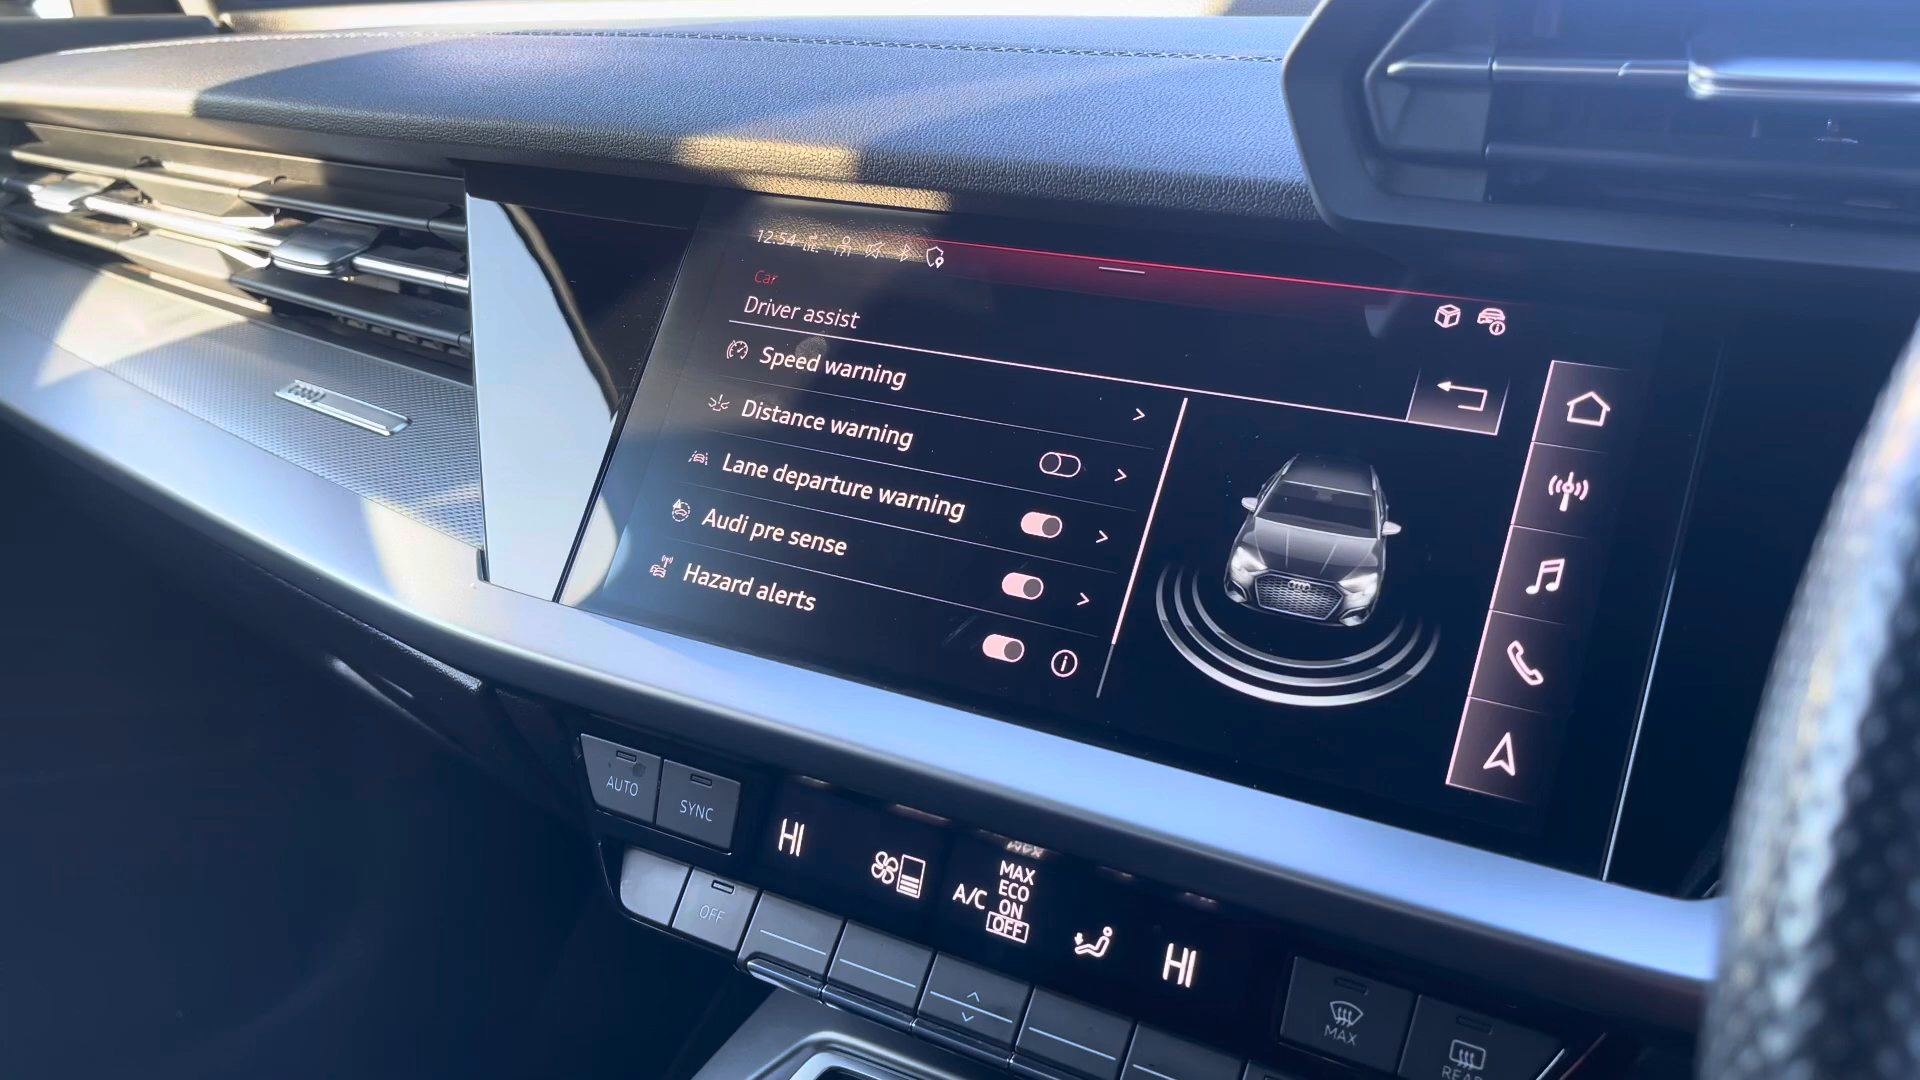 12:54
Car
Driver assist
Speed warning
Distance warning
Lane departure warning
Audi pre sense
Hazard alerts
AUTO
SYNC
HI
MAX
ECO
A/C ON
OFF
HI
OFF
MAX
REAR